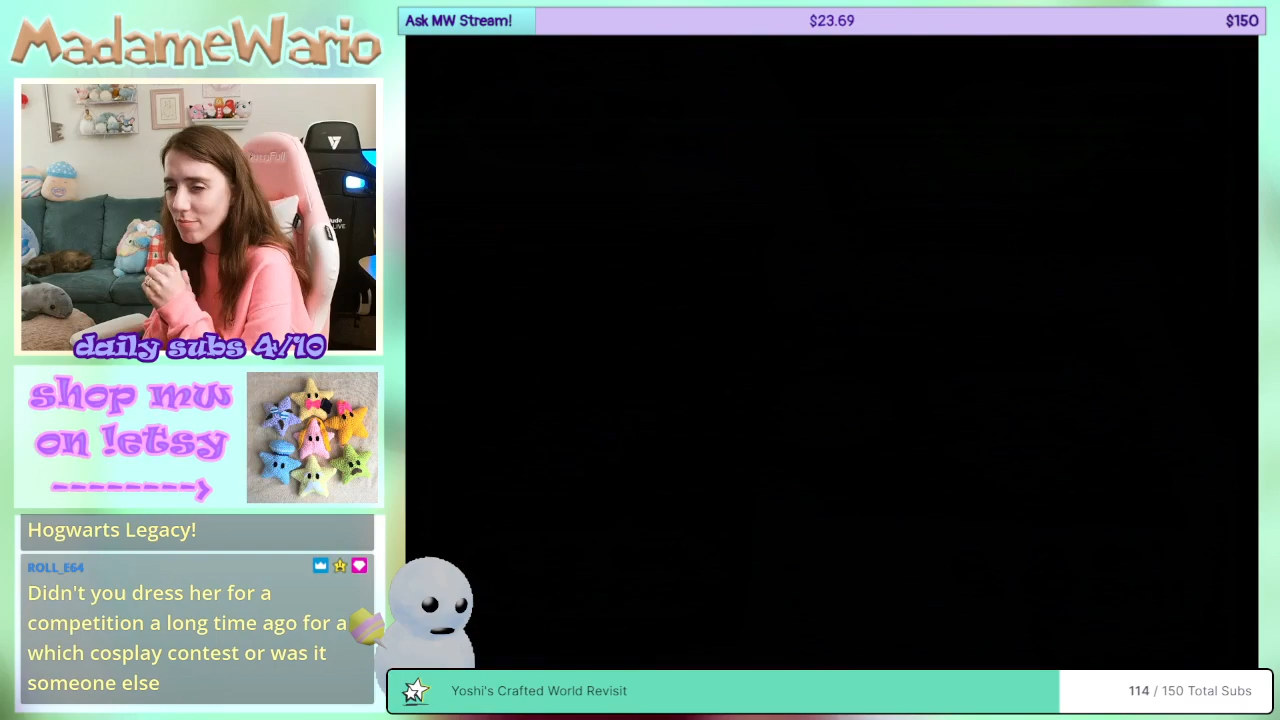 MadameWario
Ask MW Stream!
$23.69
$150
daily subs 4/10
shop mw
on !etsy
--------->
Hogwarts Legacy!
ROLL_E64
Didn't you dress her for a
competition a long time ago for a
which cosplay contest or was it
someone else
Yoshi's Crafted World Revisit
114 / 150 Total Subs